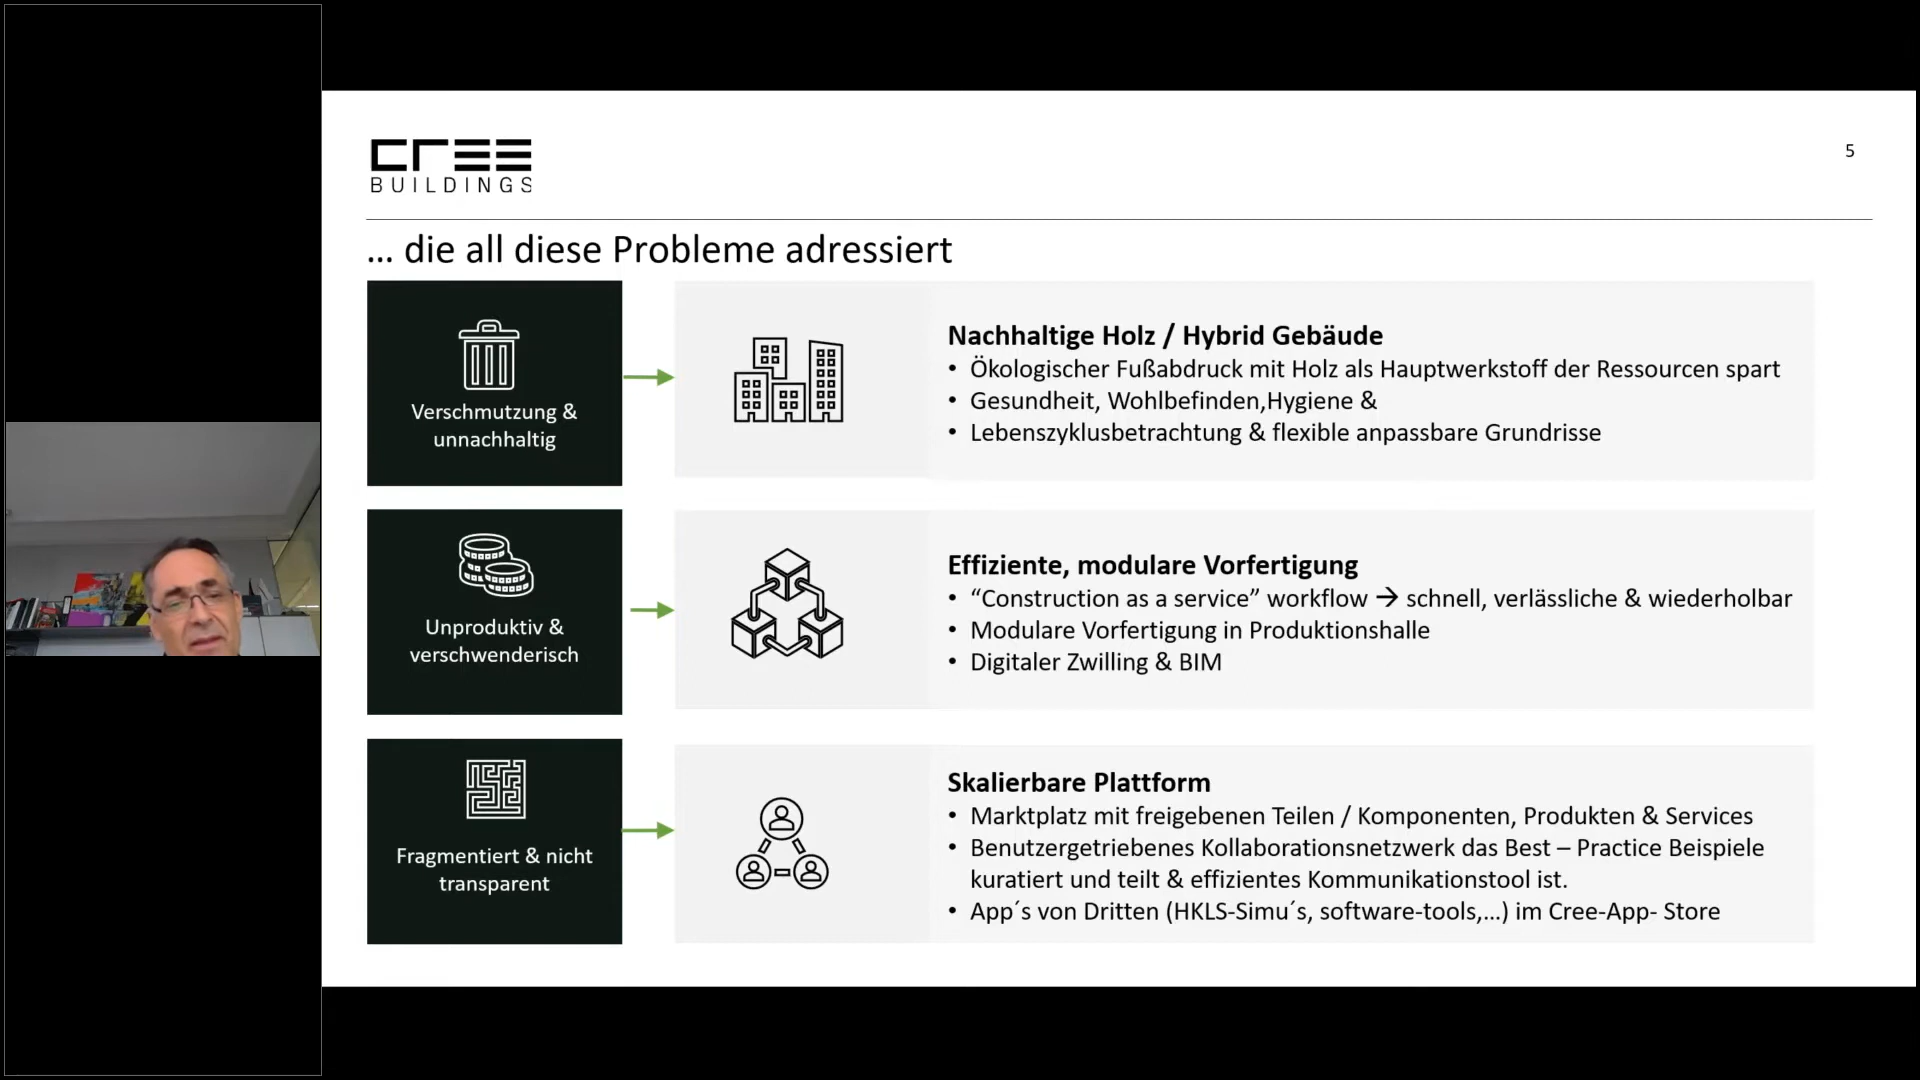 cree
BUILDINGS
5
... die all diese Probleme adressiert
Verschmutzung &
unnachhaltig
Nachhaltige Holz / Hybrid Gebäude
• Ökologischer Fußabdruck mit Holz als Hauptwerkstoff der Ressourcen spart
• Gesundheit, Wohlbefinden,Hygiene &
• Lebenszyklusbetrachtung & flexible anpassbare Grundrisse
Unproduktiv &
verschwenderisch
Effiziente, modulare Vorfertigung
• “Construction as a service” workflow → schnell, verlässliche & wiederholbar
• Modulare Vorfertigung in Produktionshalle
• Digitaler Zwilling & BIM
Fragmentiert & nicht
transparent
Skalierbare Plattform
• Marktplatz mit freigebenen Teilen / Komponenten, Produkten & Services
• Benutzergetriebenes Kollaborationsnetzwerk das Best – Practice Beispiele
kuratiert und teilt & effizientes Kommunikationstool ist.
• App´s von Dritten (HKLS-Simu´s, software-tools,...) im Cree-App- Store